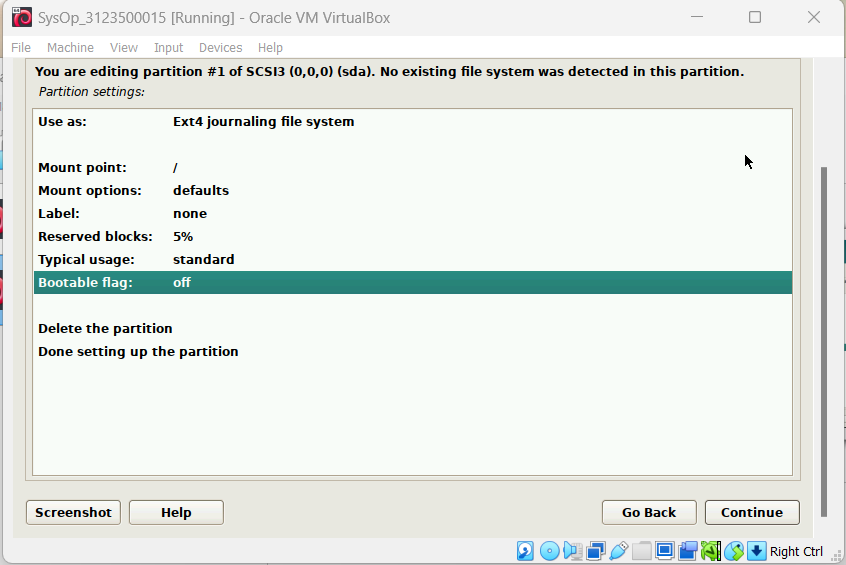 SysOp_3123500015 [Running] - Oracle VM VirtualBox
File Machine View Input Devices Help
You are editing partition #1 of SCSI3 (0,0,0) (sda). No existing file system was detected in this partition.
Partition settings:
Use as: Ext4 journaling file system
Mount point: /
Mount options: defaults
Label: none
Reserved blocks: 5%
Typical usage: standard
Bootable flag: off
Delete the partition
Done setting up the partition
Screenshot Help Go Back Continue
Right Ctrl